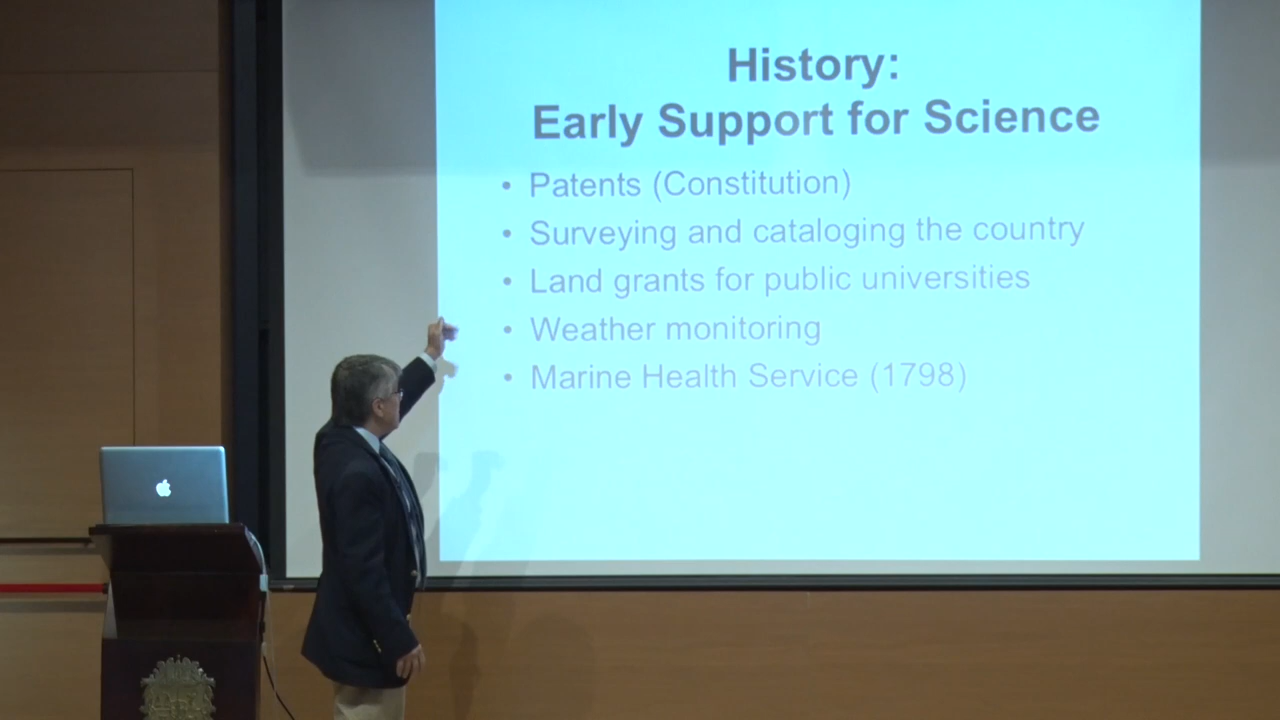 History:
Early Support for Science
• Patents (Constitution)
• Surveying and cataloging the country
• Land grants for public universities
• Weather monitoring
• Marine Health Service (1798)